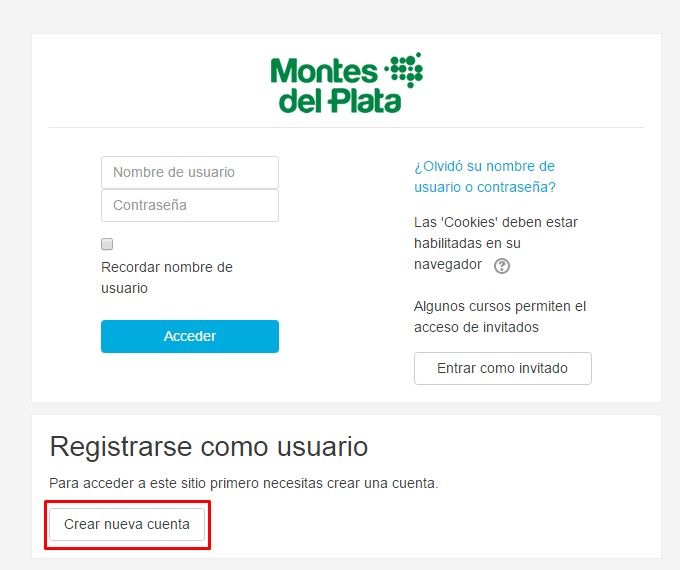 Montes
del Plata
Nombre de usuario
Contraseña
Recordar nombre de
usuario
Acceder
¿Olvidó su nombre de
usuario o contraseña?
Las 'Cookies' deben estar
habilitadas en su
navegador ?
Algunos cursos permiten el
acceso de invitados
Entrar como invitado
Registrarse como usuario
Para acceder a este sitio primero necesitas crear una cuenta.
Crear nueva cuenta